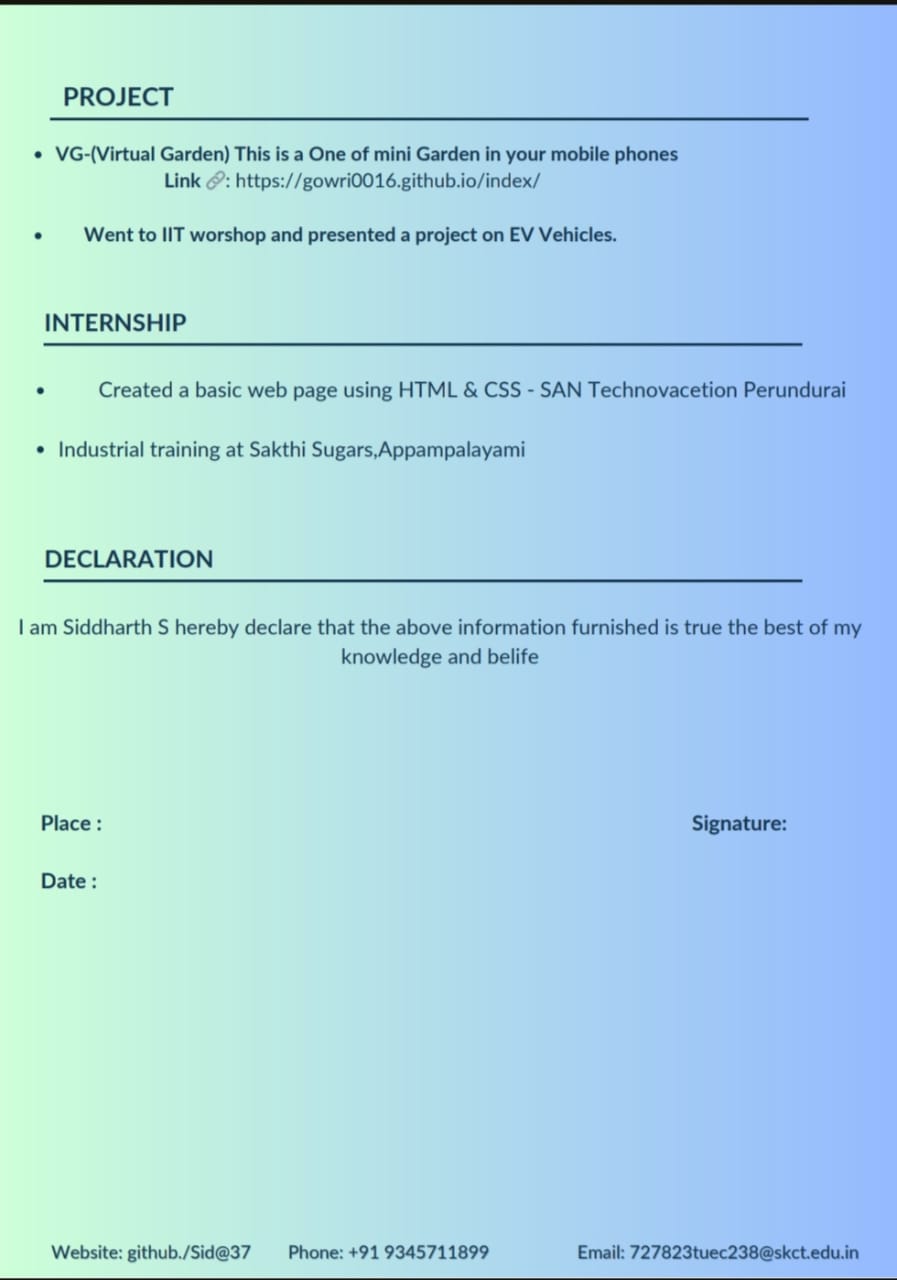 PROJECT
• VG-(Virtual Garden) This is a One of mini Garden in your mobile phones
Link 🔗: https://gowri0016.github.io/index/
• Went to IIT worshop and presented a project on EV Vehicles.
INTERNSHIP
• Created a basic web page using HTML & CSS - SAN Technovacetion Perundurai
• Industrial training at Sakthi Sugars,Appampalayami
DECLARATION
I am Siddharth S hereby declare that the above information furnished is true the best of my
knowledge and belife
Place : Signature:
Date :
Website: github./Sid@37 Phone: +91 9345711899 Email: 727823tuec238@skct.edu.in